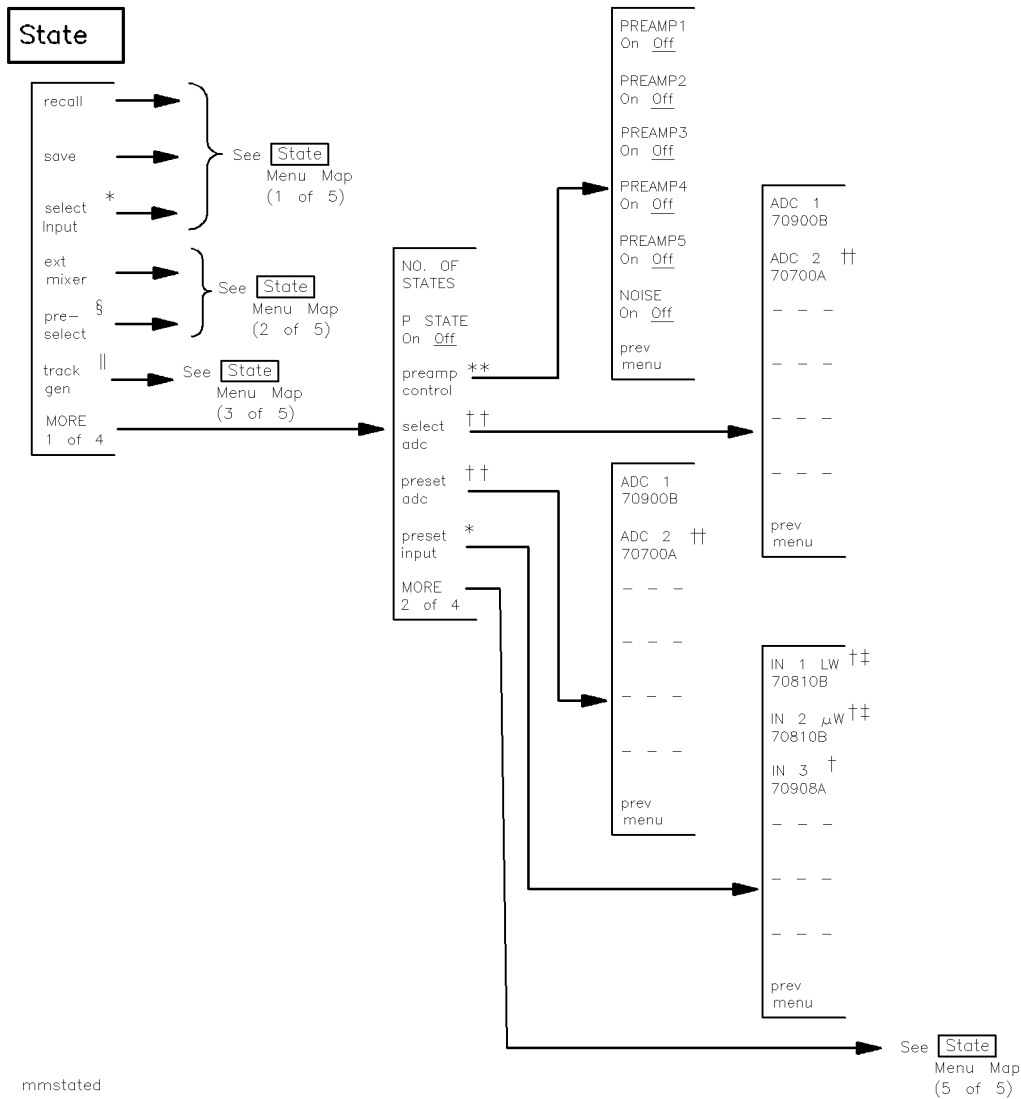 State
recall
save
select *
Input
See State
Menu Map
(1 of 5)
ext
mixer
pre- §
select
See State
Menu Map
(2 of 5)
track ||
gen
See State
Menu Map
(3 of 5)
MORE
1 of 4
NO. OF
STATES
P STATE
On Off
preamp **
control
select ††
adc
preset ††
adc
preset *
input
MORE
2 of 4
PREAMP1
On Off
PREAMP2
On Off
PREAMP3
On Off
PREAMP4
On Off
PREAMP5
On Off
NOISE
On Off
prev
menu
ADC 1
70900B
ADC 2 ††
70700A
– – –
– – –
– – –
– – –
prev
menu
ADC 1
70900B
ADC 2 ††
70700A
– – –
– – –
– – –
– – –
prev
menu
IN 1 LW †‡
70810B
IN 2 µW †‡
70810B
IN 3 †
70908A
– – –
– – –
– – –
prev
menu
See State
Menu Map
(5 of 5)
mmstated